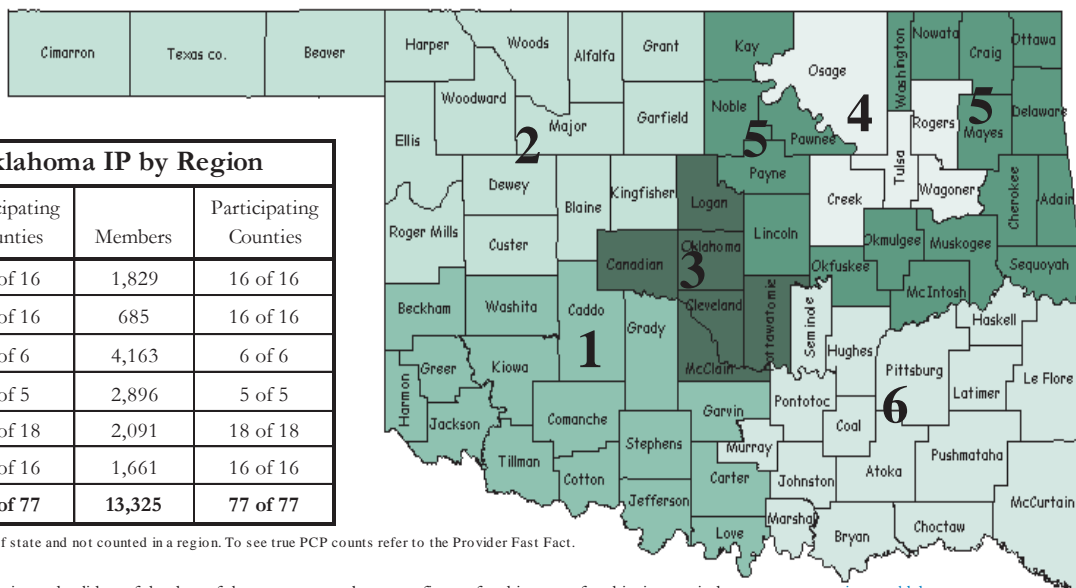 Cimarron
Texas co.
Beaver
Harper
Woods
Alfalfa
Grant
Kay
Osage
Washington
Nowata
Craig
Ottawa
Ellis
Woodward
Major
Garfield
Noble
Pawnee
Rogers
Mayes
Delaware
2
5
4
5
Dewey
Blaine
Kingfisher
Logan
Payne
Creek
Tulsa
Wagoner
Cherokee
Adair
Roger Mills
Custer
Canadian
Oklahoma
Lincoln
Okmulgee
Muskogee
Okfuskee
McIntosh
Sequoyah
3
Beckham
Washita
Caddo
Grady
Cleveland
Pottawatomie
Seminole
Hughes
Haskell
1
McClain
Pittsburg
Le Flore
Latimer
6
Greer
Kiowa
Harmon
Jackson
Comanche
Garvin
Pontotoc
Coal
Tillman
Cotton
Stephens
Murray
Carter
Johnston
Atoka
Pushmataha
Jefferson
Love
Marsha
Bryan
Choctaw
McCurtain
klahoma IP by Region
cipating Participating
unties Members Counties
of 16 1,829 16 of 16
of 16 685 16 of 16
of 6 4,163 6 of 6
of 5 2,896 5 of 5
of 18 2,091 18 of 18
of 16 1,661 16 of 16
of 77 13,325 77 of 77
f state and not counted in a region. To see true PCP counts refer to the Provider Fast Fact.